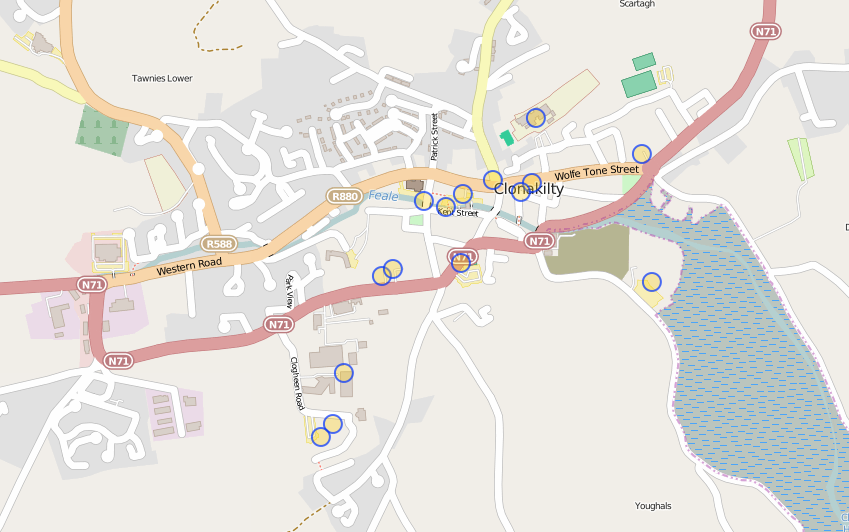 Scartagh
N71
Tawnies Lower
Patrick Street
Wolfe Tone Street
Clonakilty
R880
Feale
Kent Street
R588
N71
Western Road
N71
Park View
N71
N71
Clogheen Road
Youghals